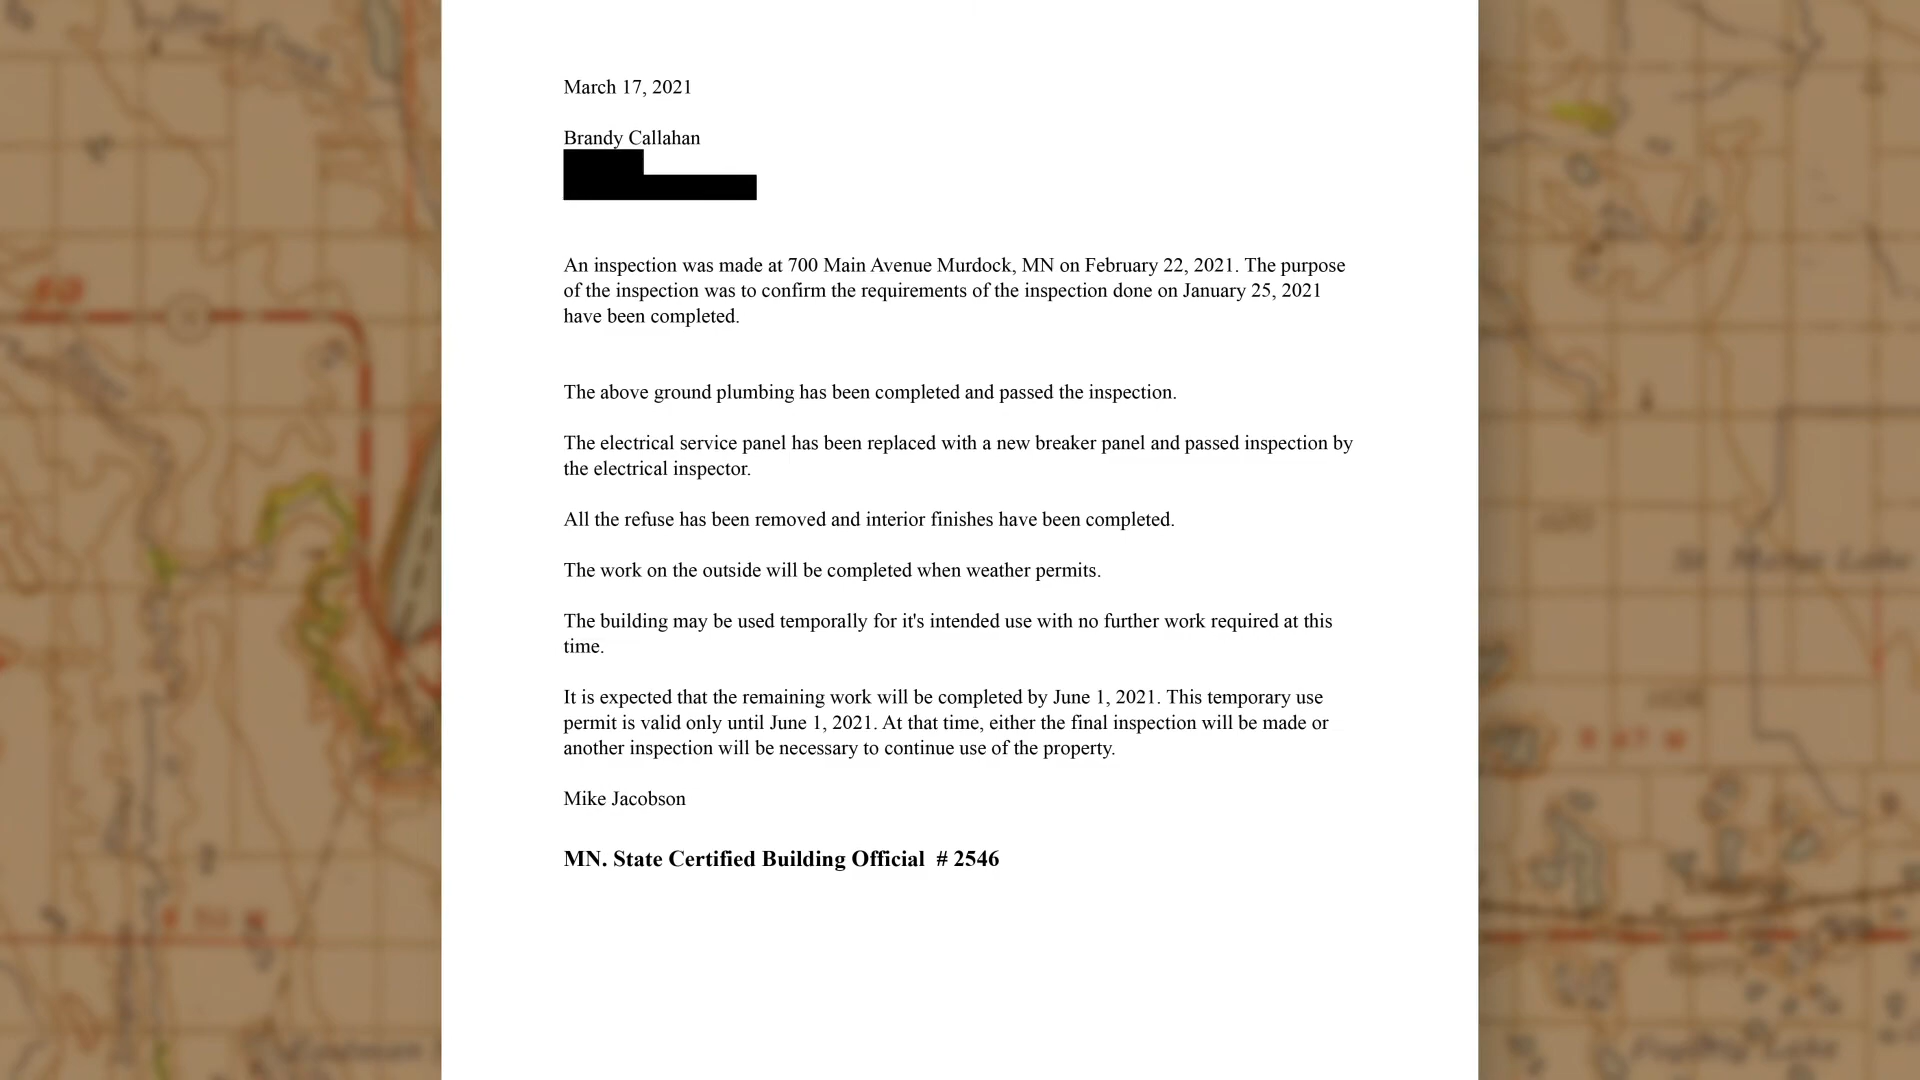 March 17, 2021
Brandy Callahan
An inspection was made at 700 Main Avenue Murdock, MN on February 22, 2021. The purpose
of the inspection was to confirm the requirements of the inspection done on January 25, 2021
have been completed.
The above ground plumbing has been completed and passed the inspection.
The electrical service panel has been replaced with a new breaker panel and passed inspection by
the electrical inspector.
All the refuse has been removed and interior finishes have been completed.
The work on the outside will be completed when weather permits.
The building may be used temporally for it's intended use with no further work required at this
time.
It is expected that the remaining work will be completed by June 1, 2021. This temporary use
permit is valid only until June 1, 2021. At that time, either the final inspection will be made or
another inspection will be necessary to continue use of the property.
Mike Jacobson
MN. State Certified Building Official # 2546